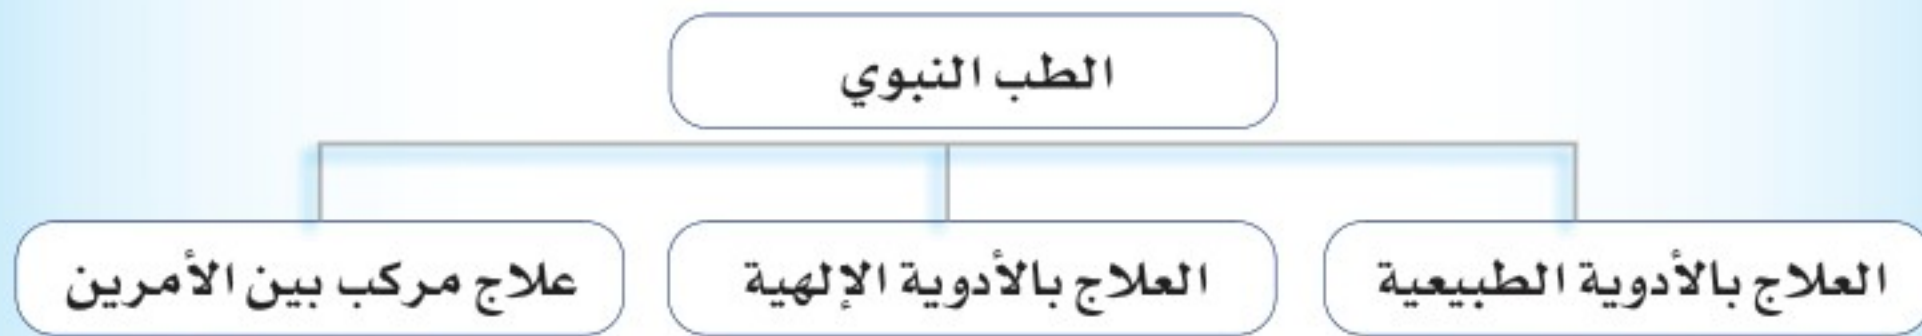 الطب النبوي
العلاج بالأدوية الطبيعية
العلاج بالأدوية الإلهية
علاج مركب بين الأمرين